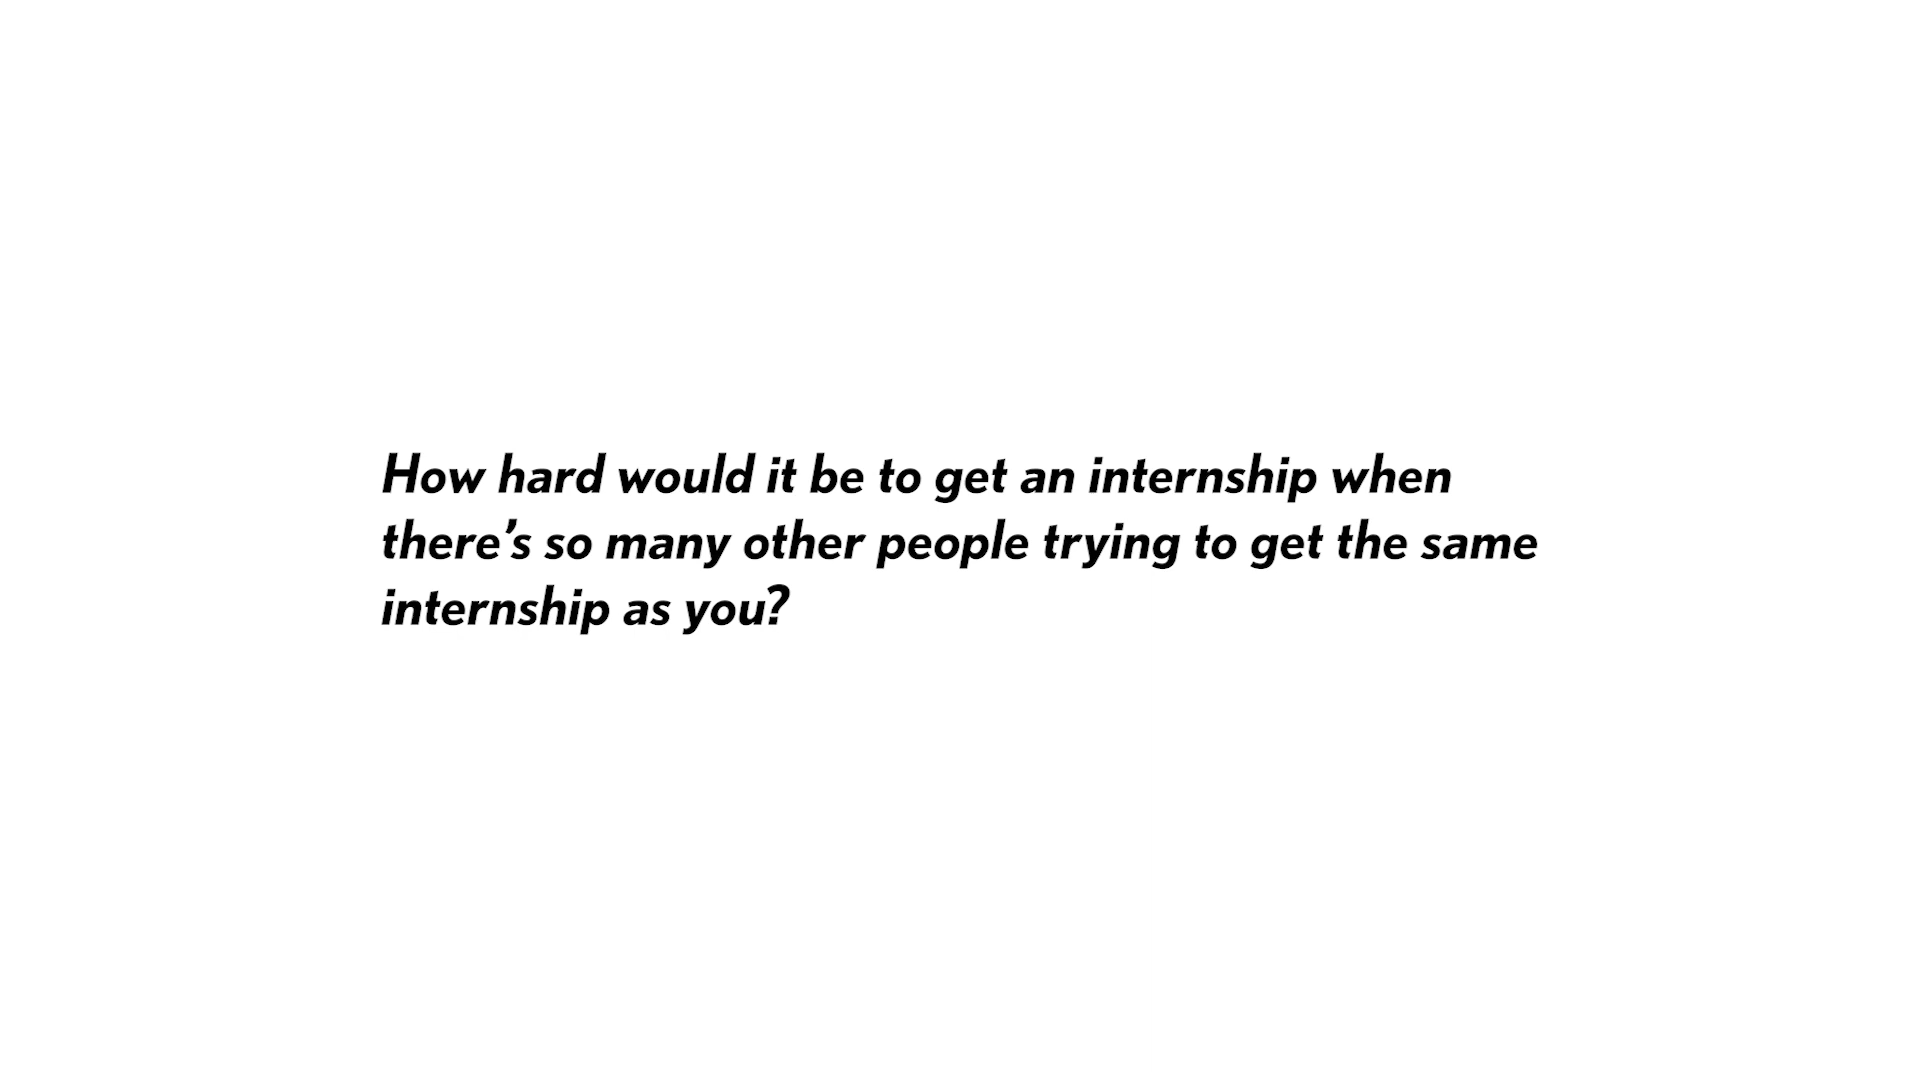 How hard would it be to get an internship when
there’s so many other people trying to get the same
internship as you?